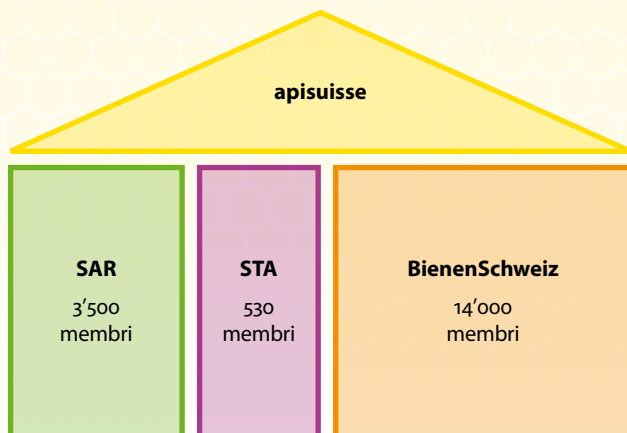 apisuisse
SAR
3'500
membri
STA
530
membri
BienenSchweiz
14'000
membri